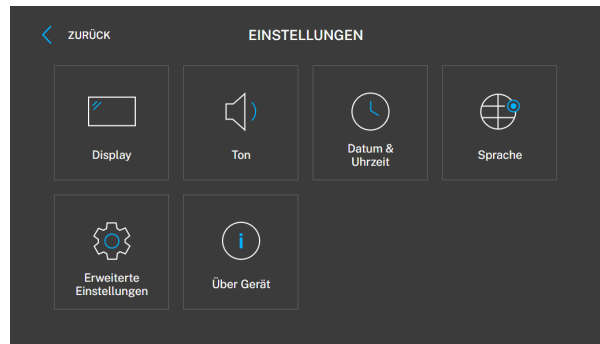 ZURÜCK
EINSTELLUNGEN
Display
Ton
Datum &
Uhrzeit
Sprache
Erweiterte
Einstellungen
Über Gerät